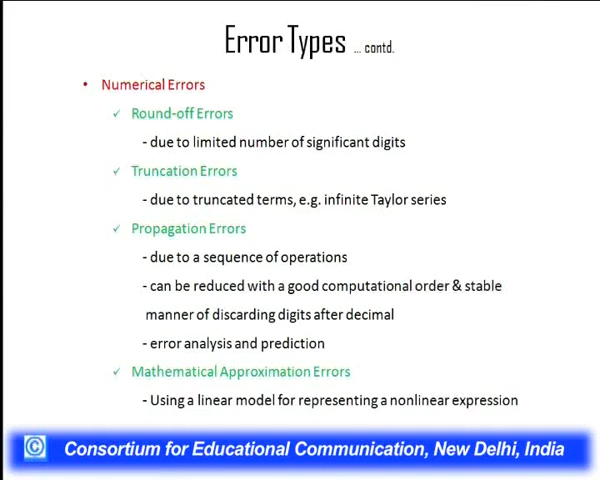 Error Types ... contd.
• Numerical Errors
✓ Round-off Errors
- due to limited number of significant digits
✓ Truncation Errors
- due to truncated terms, e.g. infinite Taylor series
✓ Propagation Errors
- due to a sequence of operations
- can be reduced with a good computational order & stable
manner of discarding digits after decimal
- error analysis and prediction
✓ Mathematical Approximation Errors
- Using a linear model for representing a nonlinear expression
© Consortium for Educational Communication, New Delhi, India